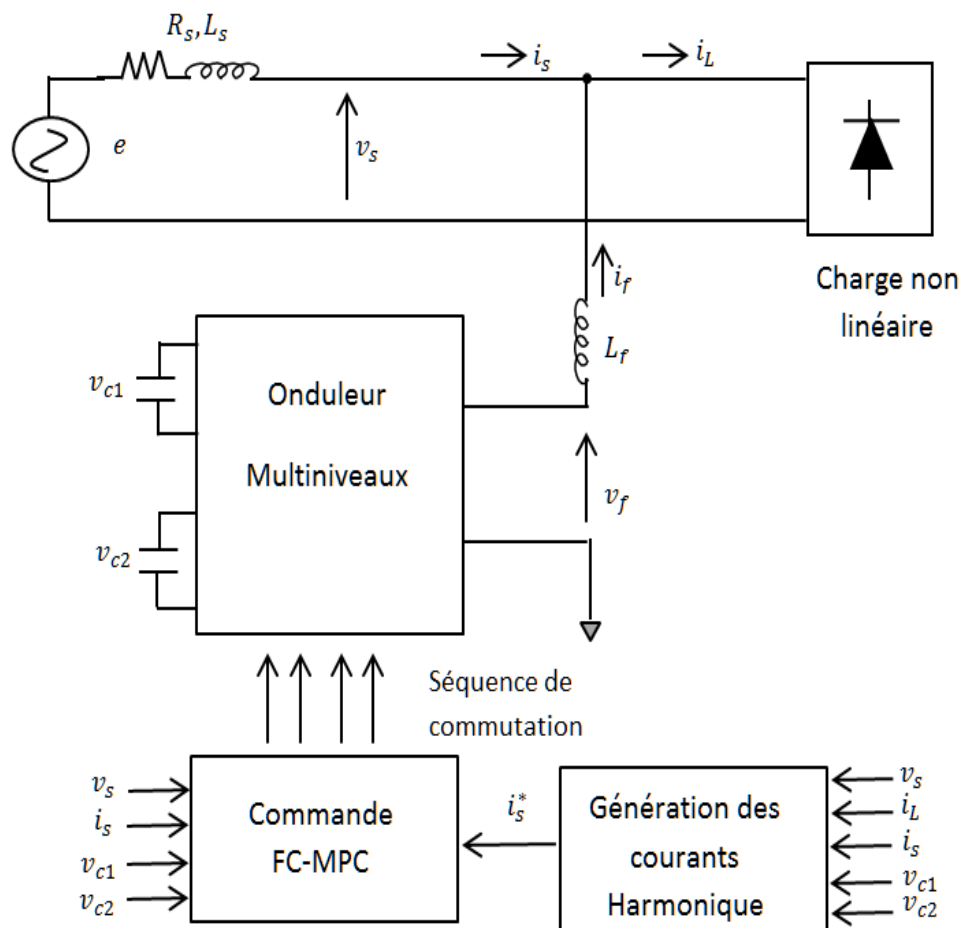 R_s, L_s
i_s
i_L
e
v_s
i_f
Charge non
linéaire
L_f
v_c1
Onduleur
Multiniveaux
v_f
v_c2
Séquence de
commutation
v_s
i_s
v_c1
v_c2
Commande
FC-MPC
i_s^*
Génération des
courants
Harmonique
v_s
i_L
i_s
v_c1
v_c2